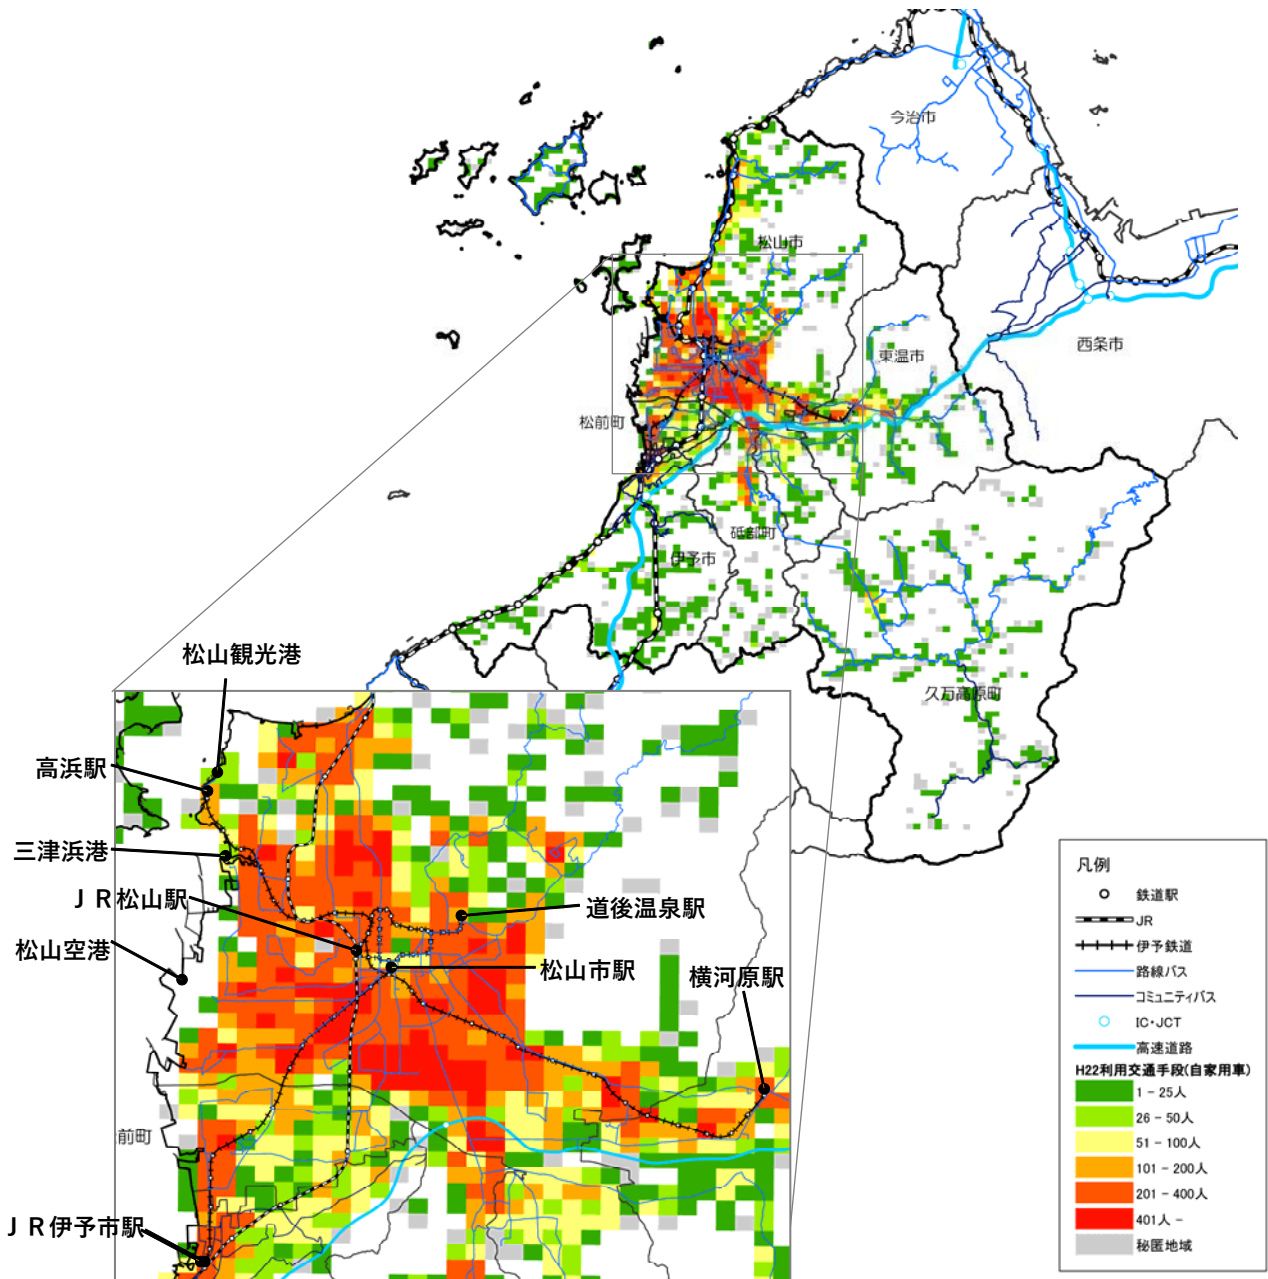 今治市
松山市
西条市
東温市
松前町
砥部町
伊予市
久万高原町
松山観光港
高浜駅
三津浜港
ＪＲ松山駅
道後温泉駅
松山空港
松山市駅
横河原駅
前町
ＪＲ伊予市駅
凡例
鉄道駅
JR
伊予鉄道
路線バス
コミュニティバス
IC・JCT
高速道路
H22利用交通手段(自家用車)
1 - 25人
26 - 50人
51 - 100人
101 - 200人
201 - 400人
401人 -
秘匿地域